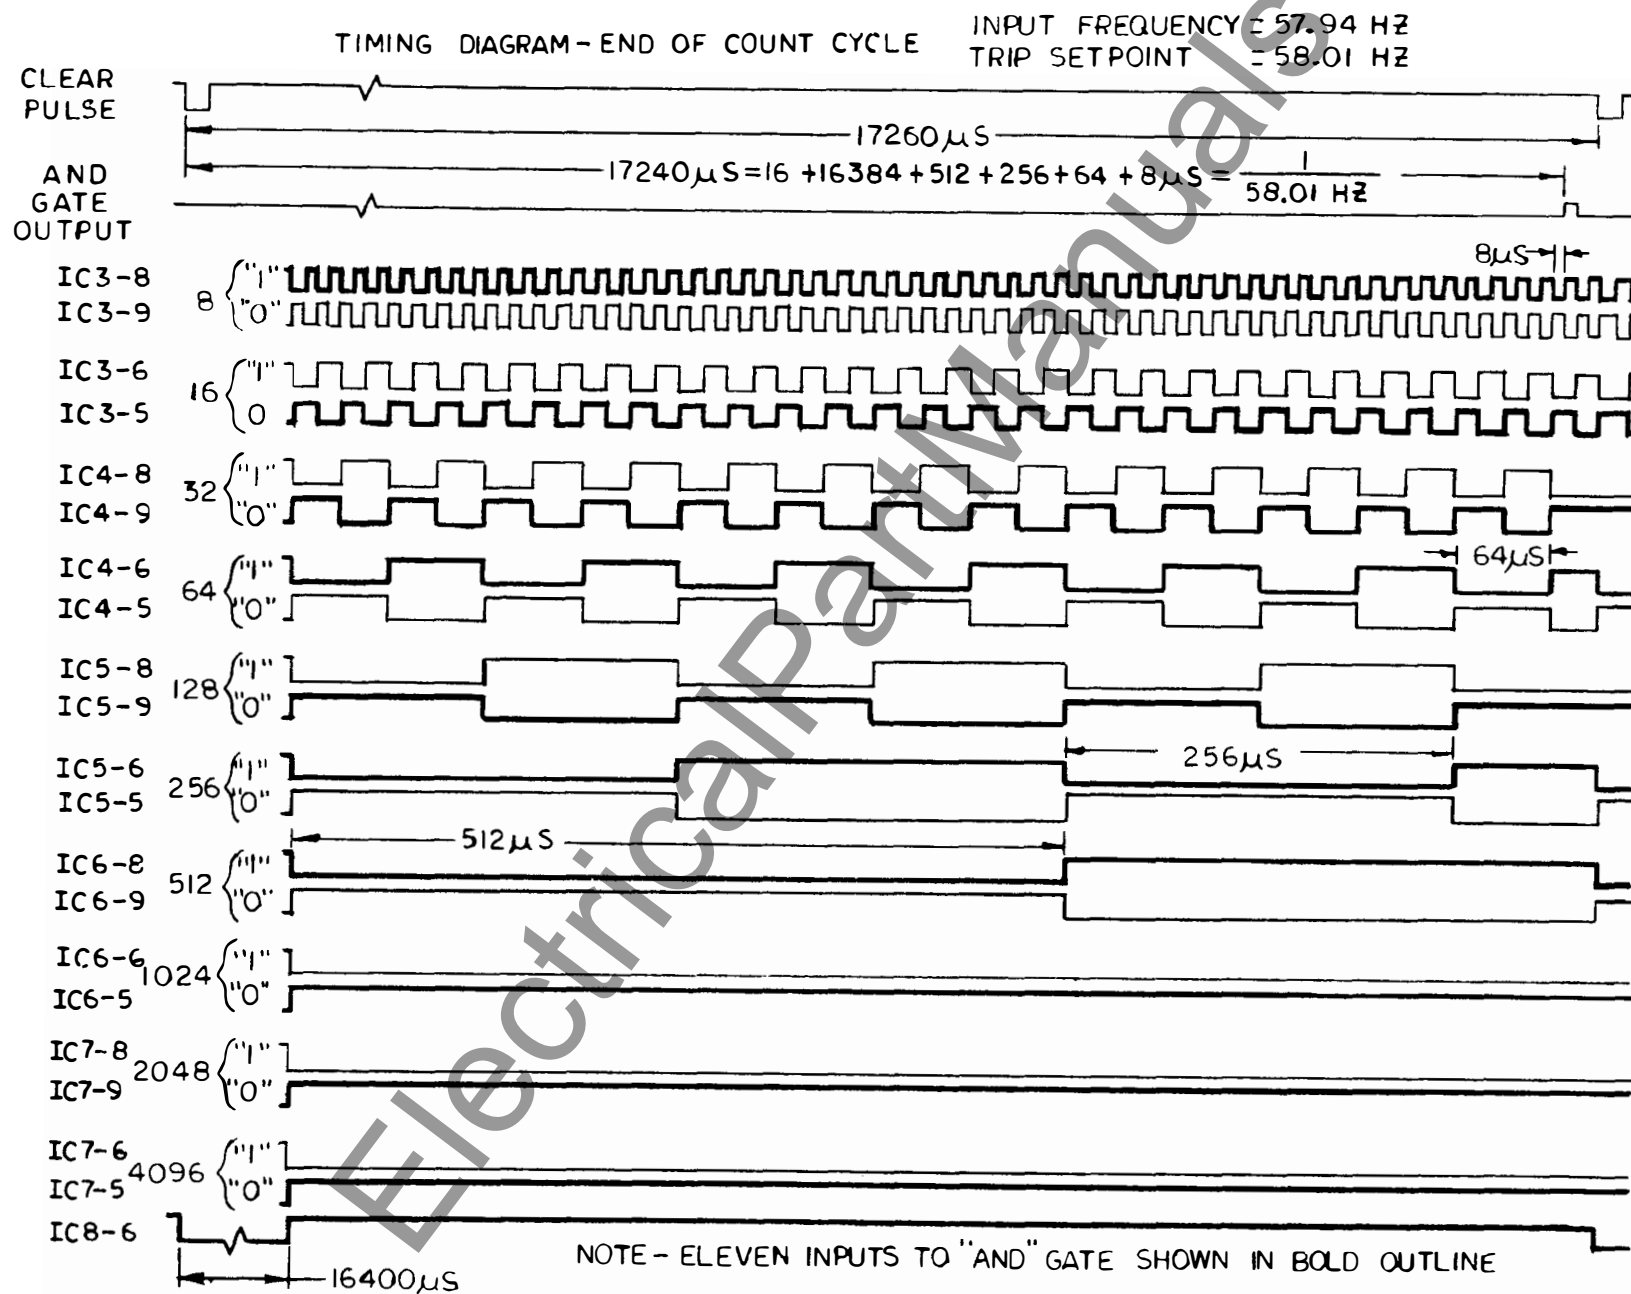 TIMING DIAGRAM - END OF COUNT CYCLE
INPUT FREQUENCY = 57.94 HZ
TRIP SETPOINT = 58.01 HZ
CLEAR
PULSE
17260μS
17240μS = 16 + 16384 + 512 + 256 + 64 + 8μS = 1 / 58.01 HZ
AND
GATE
OUTPUT
8μS
IC3-8
IC3-9
8 { "1"
"0"
IC3-6
IC3-5
16 { "1"
0
IC4-8
IC4-9
32 { "1"
"0"
64μS
IC4-6
IC4-5
64 { "1"
"0"
IC5-8
IC5-9
128 { "1"
"0"
IC5-6
IC5-5
256 { "1"
"0"
256μS
512μS
IC6-8
IC6-9
512 { "1"
"0"
IC6-6
IC6-5
1024 { "1"
"0"
IC7-8
IC7-9
2048 { "1"
"0"
IC7-6
IC7-5
4096 { "1"
"0"
IC8-6
16400μS
NOTE - ELEVEN INPUTS TO "AND" GATE SHOWN IN BOLD OUTLINE
ElectricalPartManuals